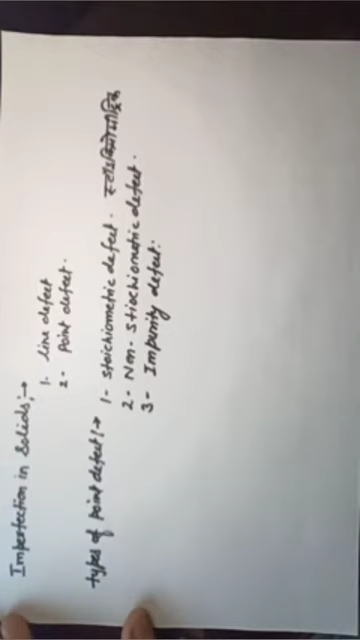 Imperfection in Solids;→
1. line defect
2- Point defect.
types of point defect!→ 1- Stoichiometric defect. स्टोइकियोमीट्रिक
2- Non-Stiochiometric defect.
3- Impurity defect.